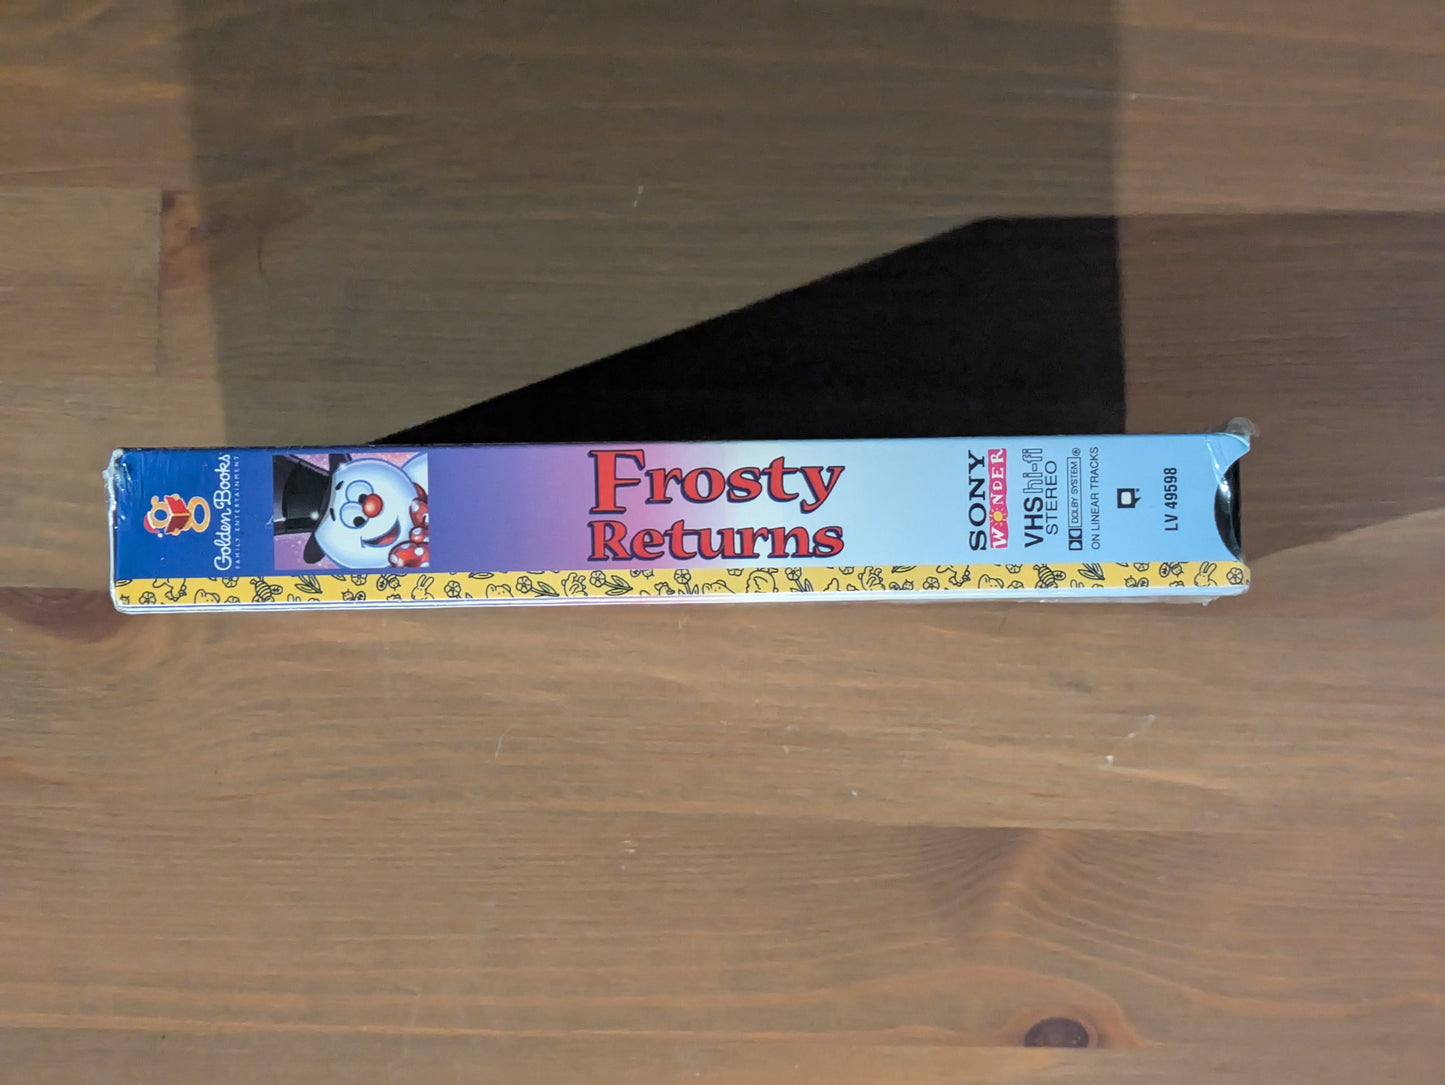 Golden Books
FAMILY ENTERTAINMENT
Frosty
Returns
SONY
WONDER
VHS hi-fi
STEREO
DOLBY SYSTEM®
ON LINEAR TRACKS
LV 49598